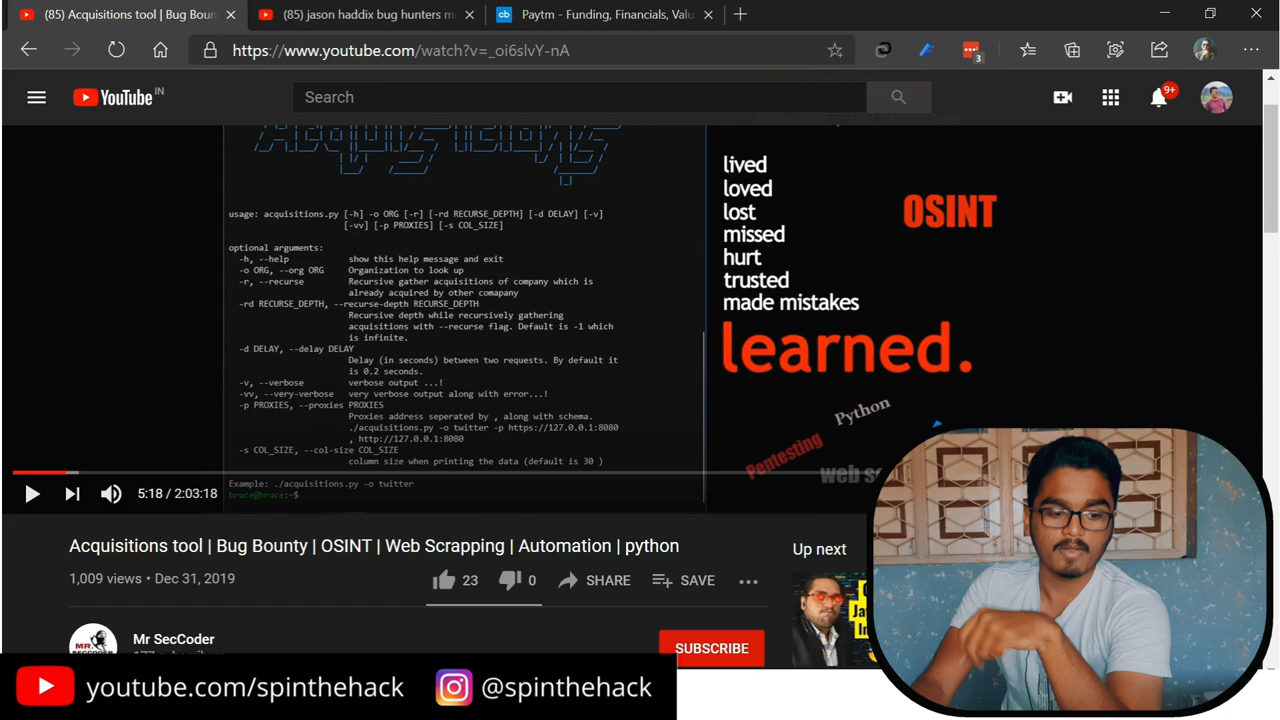 (85) Acquisitions tool | Bug Boun
(85) jason haddix bug hunters m
cb
Paytm - Funding, Financials, Valu
https://www.youtube.com/watch?v=_oi6slvY-nA
3
YouTube IN
Search
9+
usage: acquisitions.py [-h] -o ORG [-r] [-rd RECURSE_DEPTH] [-d DELAY] [-v]
[-vv] [-p PROXIES] [-s COL_SIZE]
optional arguments:
-h, --help show this help message and exit
-o ORG, --org ORG Organization to look up
-r, --recurse Recursive gather acquisitions of company which is
already acquired by other comapany
-rd RECURSE_DEPTH, --recurse-depth RECURSE_DEPTH
Recursive depth while recursively gathering
acquisitions with --recurse flag. Default is -1 which
is infinite.
-d DELAY, --delay DELAY
Delay (in seconds) between two requests. By default it
is 0.2 seconds.
-v, --verbose verbose output ...!
-vv, --very-verbose very verbose output along with error...!
-p PROXIES, --proxies PROXIES
Proxies address seperated by , along with schema.
./acquisitions.py -o twitter -p https://127.0.0.1:8080
, http://127.0.0.1:8080
-s COL_SIZE, --col-size COL_SIZE
column size when printing the data (default is 30 )
Example: ./acquisitions.py -o twitter
bruce@bruce:~$
lived
loved
lost
missed
hurt
trusted
made mistakes
learned.
OSINT
Python
Pentesting
web sc
5:18 / 2:03:18
Acquisitions tool | Bug Bounty | OSINT | Web Scrapping | Automation | python
1,009 views • Dec 31, 2019
23
0
SHARE
SAVE
Up next
Mr SecCoder
SUBSCRIBE
youtube.com/spinthehack
@spinthehack